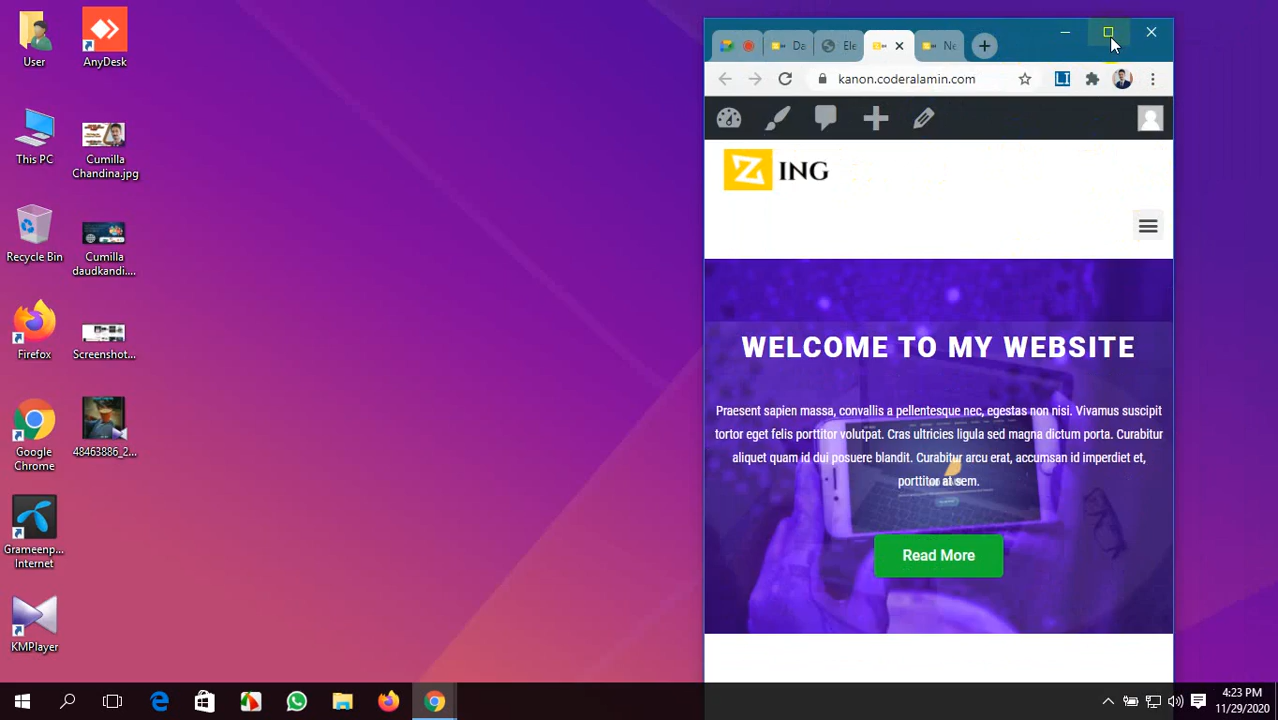 User
AnyDesk
This PC
Cumilla
Chandina.jpg
Recycle Bin
Cumilla
daudkandi....
Firefox
Screenshot...
Google
Chrome
48463886_2...
Grameenp...
Internet
KMPlayer
Da
Ele
Ne
kanon.coderalamin.com
LI
Z ING
WELCOME TO MY WEBSITE
Praesent sapien massa, convallis a pellentesque nec, egestas non nisi. Vivamus suscipit
tortor eget felis porttitor volutpat. Cras ultricies ligula sed magna dictum porta. Curabitur
aliquet quam id dui posuere blandit. Curabitur arcu erat, accumsan id imperdiet et,
porttitor at sem.
Read More
4:23 PM
11/29/2020